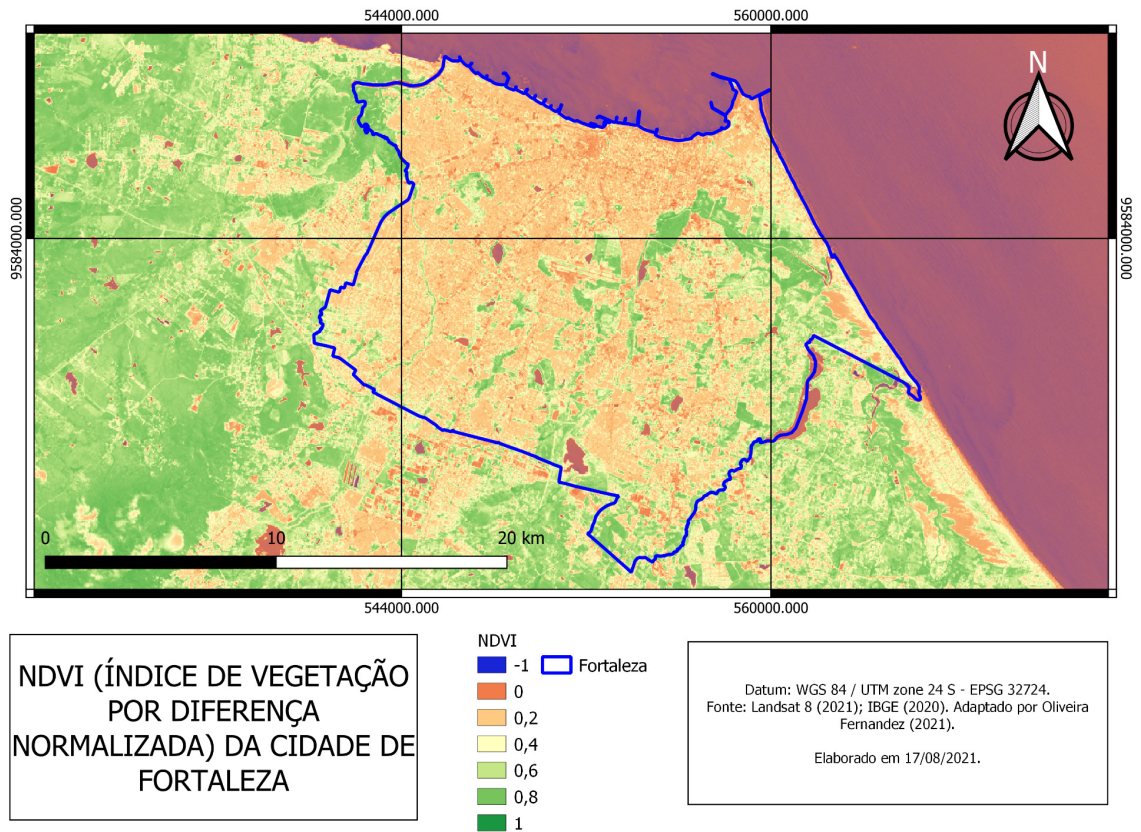 544000.000
560000.000
N
9584000.000
9584000.000
0
10
20 km
544000.000
560000.000
NDVI (ÍNDICE DE VEGETAÇÃO
POR DIFERENÇA
NORMALIZADA) DA CIDADE DE
FORTALEZA
NDVI
-1
Fortaleza
0
0,2
0,4
0,6
0,8
1
Datum: WGS 84 / UTM zone 24 S - EPSG 32724.
Fonte: Landsat 8 (2021); IBGE (2020). Adaptado por Oliveira
Fernandez (2021).
Elaborado em 17/08/2021.